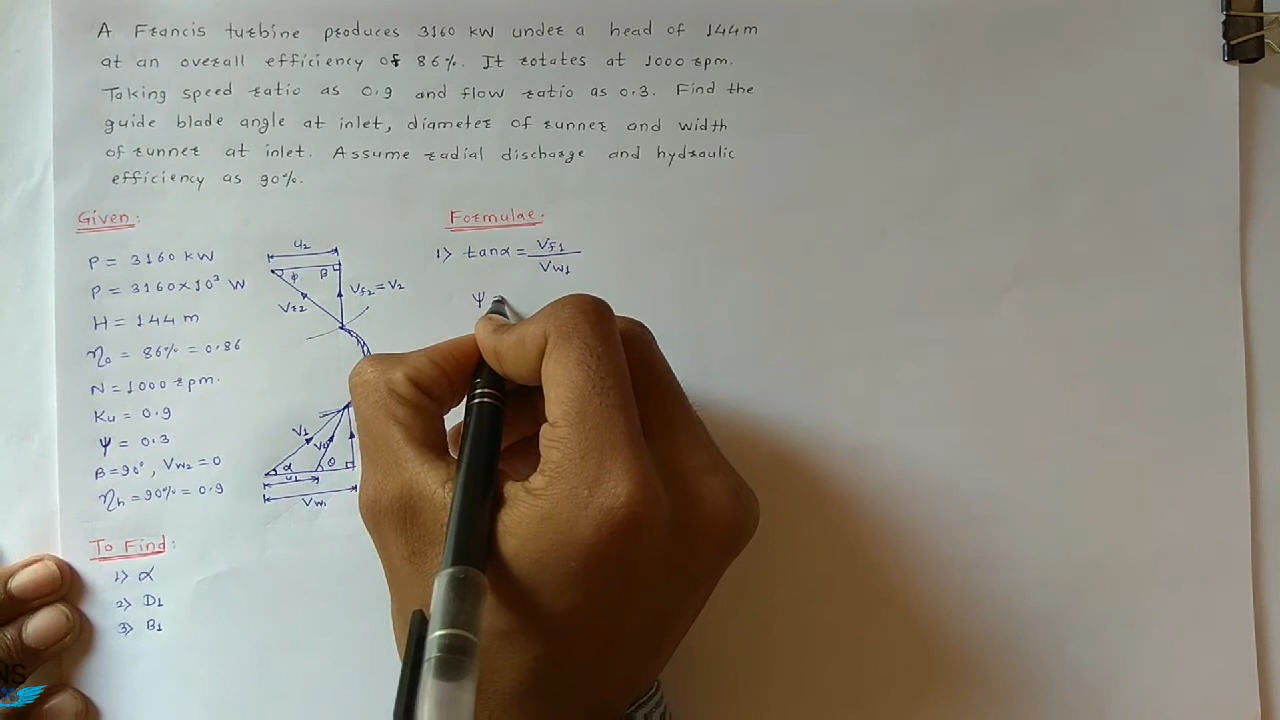 A Francis turbine produces 3160 kW under a head of 144m
at an overall efficiency of 86%. It rotates at 1000 rpm.
Taking speed ratio as 0.9 and flow ratio as 0.3. Find the
guide blade angle at inlet, diameter of runner and width
of runner at inlet. Assume radial discharge and hydraulic
efficiency as 90%.
Given:
P = 3160 kW
P = 3160×10³ W
H = 144 m
ηo = 86% = 0.86
N = 1000 rpm.
Ku = 0.9
ψ = 0.3
β = 90°, Vw2 = 0
ηh = 90% = 0.9
To Find:
1> α
2> D1
3> B1
u2
φ
β
Vr2
Vf2 = V2
V1
α
θ
u1
Vw1
Formulae:
1> tanα = Vf1 / Vw1
ψ =
NS